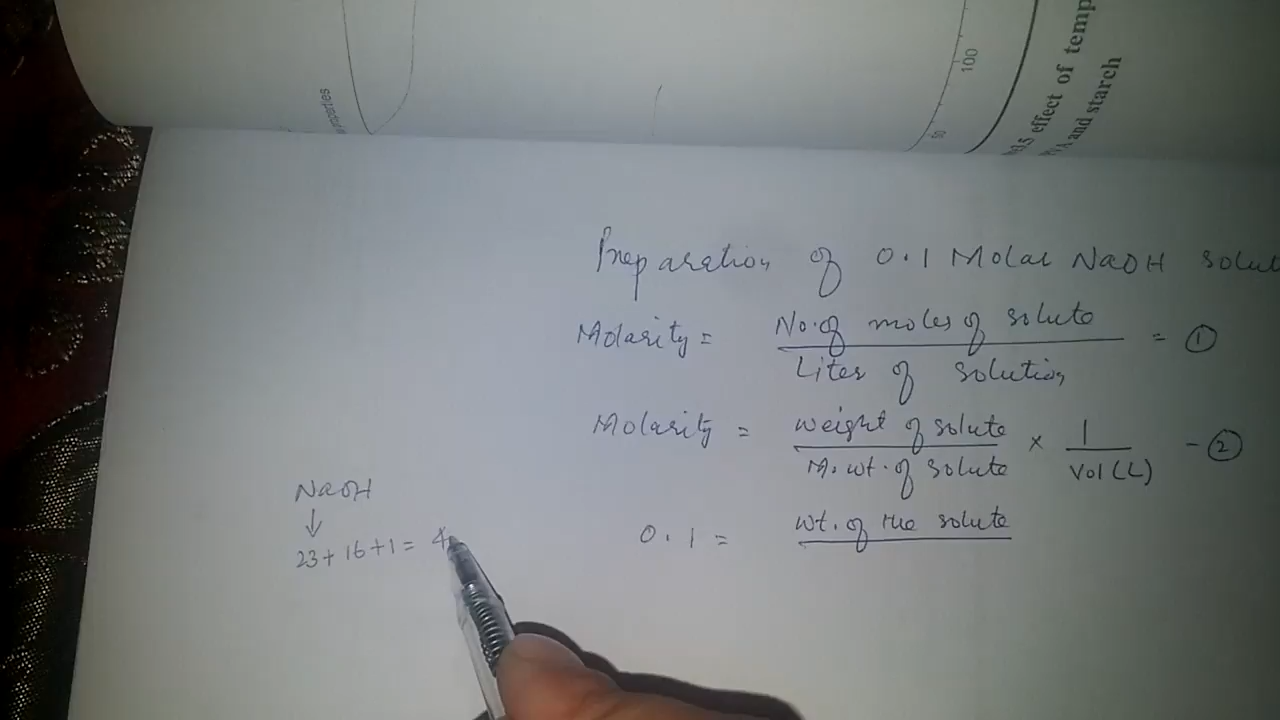 100
50
effect of temp
and starch
Preparation of 0.1 Molar NaOH solut
Molarity = No. of moles of solute / Liter of solution = ①
Molarity = weight of solute / M. wt. of solute × 1 / Vol (L) - ②
NaOH
↓
23 + 16 + 1 = 4
0.1 = wt. of the solute